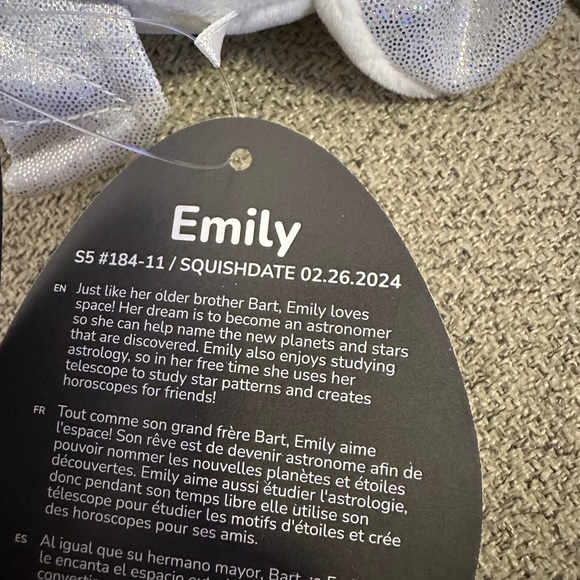 Emily
S5 #184-11 / SQUISHDATE 02.26.2024
EN Just like her older brother Bart, Emily loves
space! Her dream is to become an astronomer
so she can help name the new planets and stars
that are discovered. Emily also enjoys studying
astrology, so in her free time she uses her
telescope to study star patterns and creates
horoscopes for friends!
FR Tout comme son grand frère Bart, Emily aime
l'espace! Son rêve est de devenir astronome afin de
pouvoir nommer les nouvelles planètes et étoiles
découvertes. Emily aime aussi étudier l'astrologie,
donc pendant son temps libre elle utilise son
télescope pour étudier les motifs d'étoiles et crée
des horoscopes pour ses amis.
ES Al igual que su hermano mayor, Bart, a
le encanta el espacio